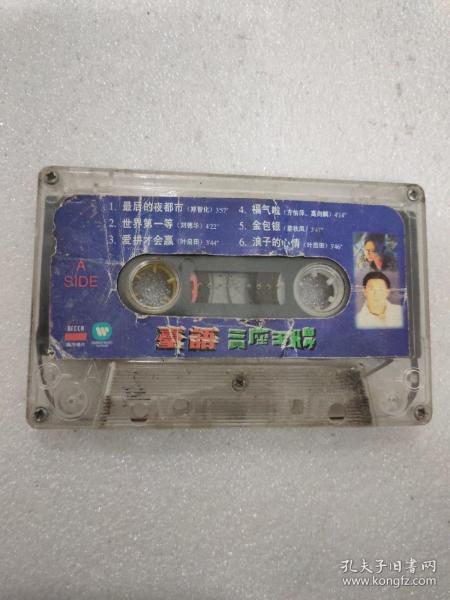 1. 最后的夜都市（郑智化）3'57"
2. 世界第一等（刘德华）4'22"
3. 爱拼才会赢（叶启田）3'44"
4. 福气啦（方怡萍、高向鹏）4'14"
5. 金包银（蔡秋凤）3'47"
6. 浪子的心情（叶启田）3'46"
A
SIDE
DECCA
臺語
孔夫子旧书网
www.kongfz.com